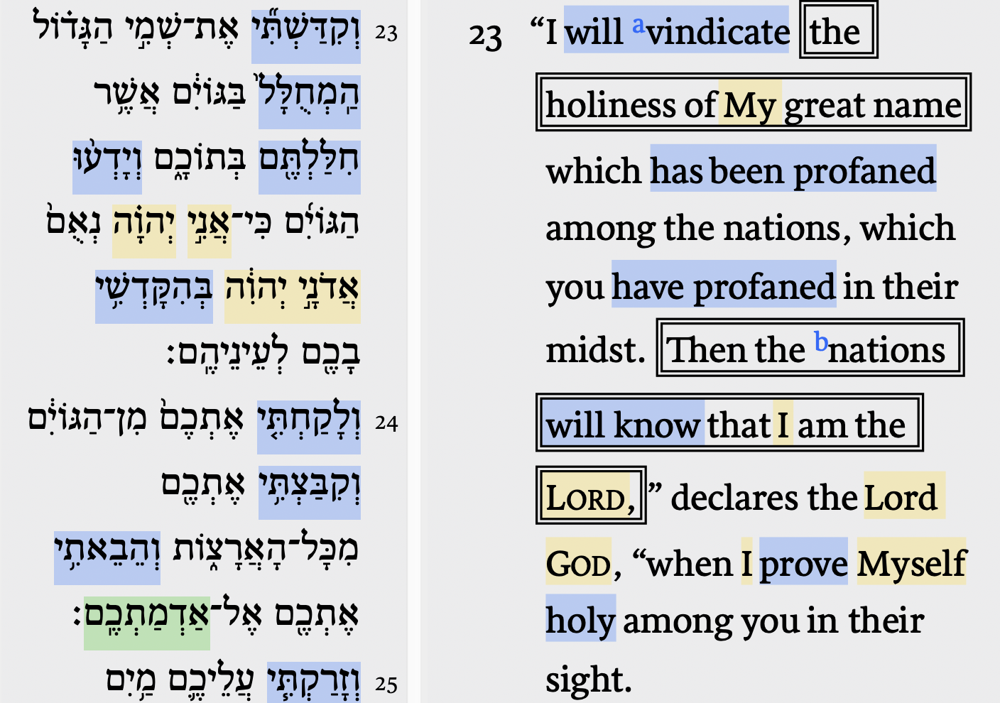 23 וְקִדַּשְׁתִּ֞י אֶת־שְׁמִ֣י הַגָּד֗וֹל
הַֽמְחֻלָּל֙ בַּגּוֹיִ֔ם אֲשֶׁ֥ר
חִלַּלְתֶּ֖ם בְּתוֹכָ֑ם וְיָדְע֨וּ
הַגּוֹיִ֜ם כִּי־אֲנִ֣י יְהוָ֗ה נְאֻם֙
אֲדֹנָ֣י יְהוִ֔ה בְּהִקָּדְשִׁ֥י
בָכֶ֖ם לְעֵינֵיהֶֽם׃
24 וְלָקַחְתִּ֤י אֶתְכֶם֙ מִן־הַגּוֹיִ֔ם
וְקִבַּצְתִּ֥י אֶתְכֶ֖ם
מִכָּל־הָאֲרָצ֑וֹת וְהֵבֵאתִ֥י
אֶתְכֶ֖ם אֶל־אַדְמַתְכֶֽם׃
25 וְזָרַקְתִּ֧י עֲלֵיכֶ֛ם מַ֥יִם
23 “I will ᵃvindicate the
holiness of My great name
which has been profaned
among the nations, which
you have profaned in their
midst. Then the ᵇnations
will know that I am the
LORD,” declares the Lord
GOD, “when I prove Myself
holy among you in their
sight.